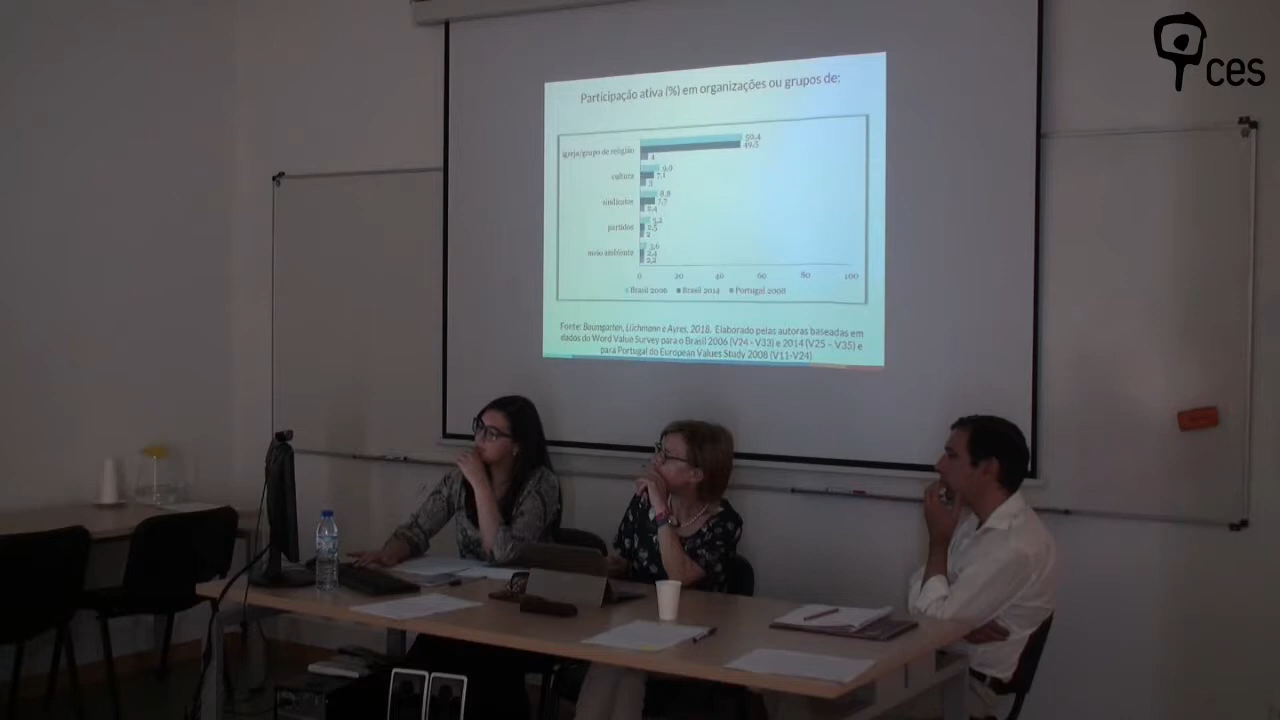 ces
Participação ativa (%) em organizações ou grupos de:
igreja/grupo de religião
50,4
49,5
4
cultura
9,9
7,1
3
sindicatos
8,8
7,7
2,4
partidos
5,2
2,5
2
meio ambiente
3,6
2,4
2,2
0 20 40 60 80 100
Brasil 2006 Brasil 2014 Portugal 2008
Fonte: Baumgarten, Lüchmann e Ayres, 2018. Elaborado pelas autoras baseadas em
dados do Word Value Survey para o Brasil 2006 (V24 - V33) e 2014 (V25 – V35) e
para Portugal do European Values Study 2008 (V11-V24)